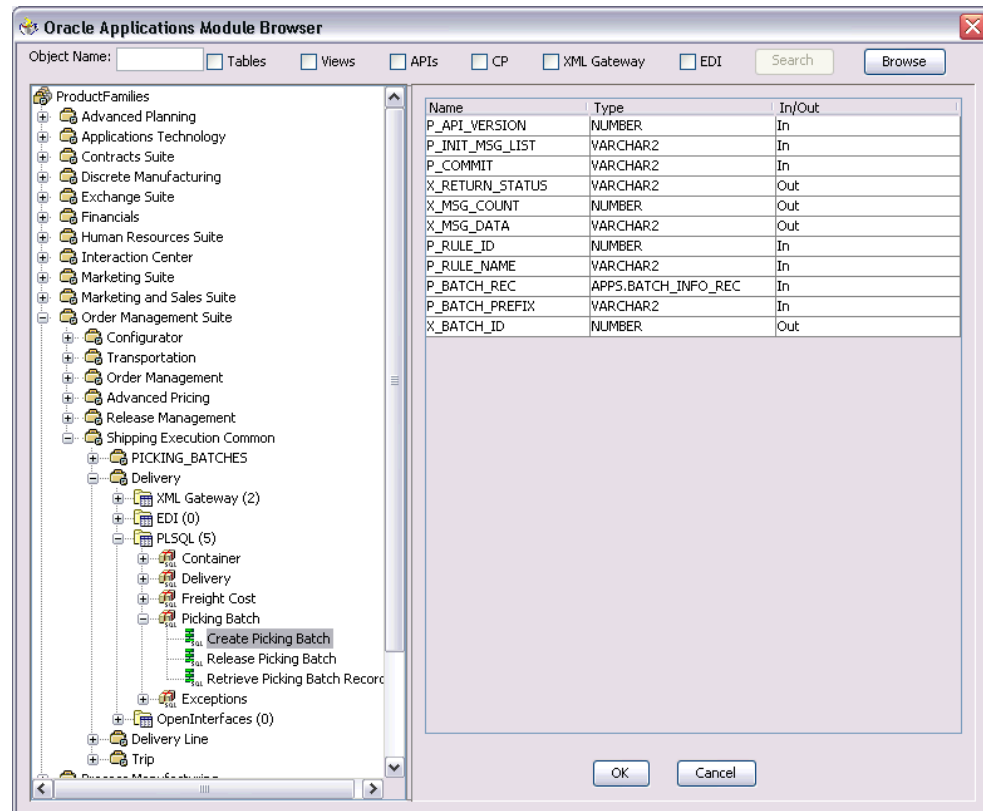 Oracle Applications Module Browser
Object Name: Tables Views APIs CP XML Gateway EDI Search Browse
ProductFamilies
Advanced Planning
Applications Technology
Contracts Suite
Discrete Manufacturing
Exchange Suite
Financials
Human Resources Suite
Interaction Center
Marketing Suite
Marketing and Sales Suite
Order Management Suite
Configurator
Transportation
Order Management
Advanced Pricing
Release Management
Shipping Execution Common
PICKING_BATCHES
Delivery
XML Gateway (2)
EDI (0)
PLSQL (5)
Container
Delivery
Freight Cost
Picking Batch
Create Picking Batch
Release Picking Batch
Retrieve Picking Batch Record
Exceptions
OpenInterfaces (0)
Delivery Line
Trip
Process Manufacturing
Name Type In/Out
P_API_VERSION NUMBER In
P_INIT_MSG_LIST VARCHAR2 In
P_COMMIT VARCHAR2 In
X_RETURN_STATUS VARCHAR2 Out
X_MSG_COUNT NUMBER Out
X_MSG_DATA VARCHAR2 Out
P_RULE_ID NUMBER In
P_RULE_NAME VARCHAR2 In
P_BATCH_REC APPS.BATCH_INFO_REC In
P_BATCH_PREFIX VARCHAR2 In
X_BATCH_ID NUMBER Out
OK Cancel